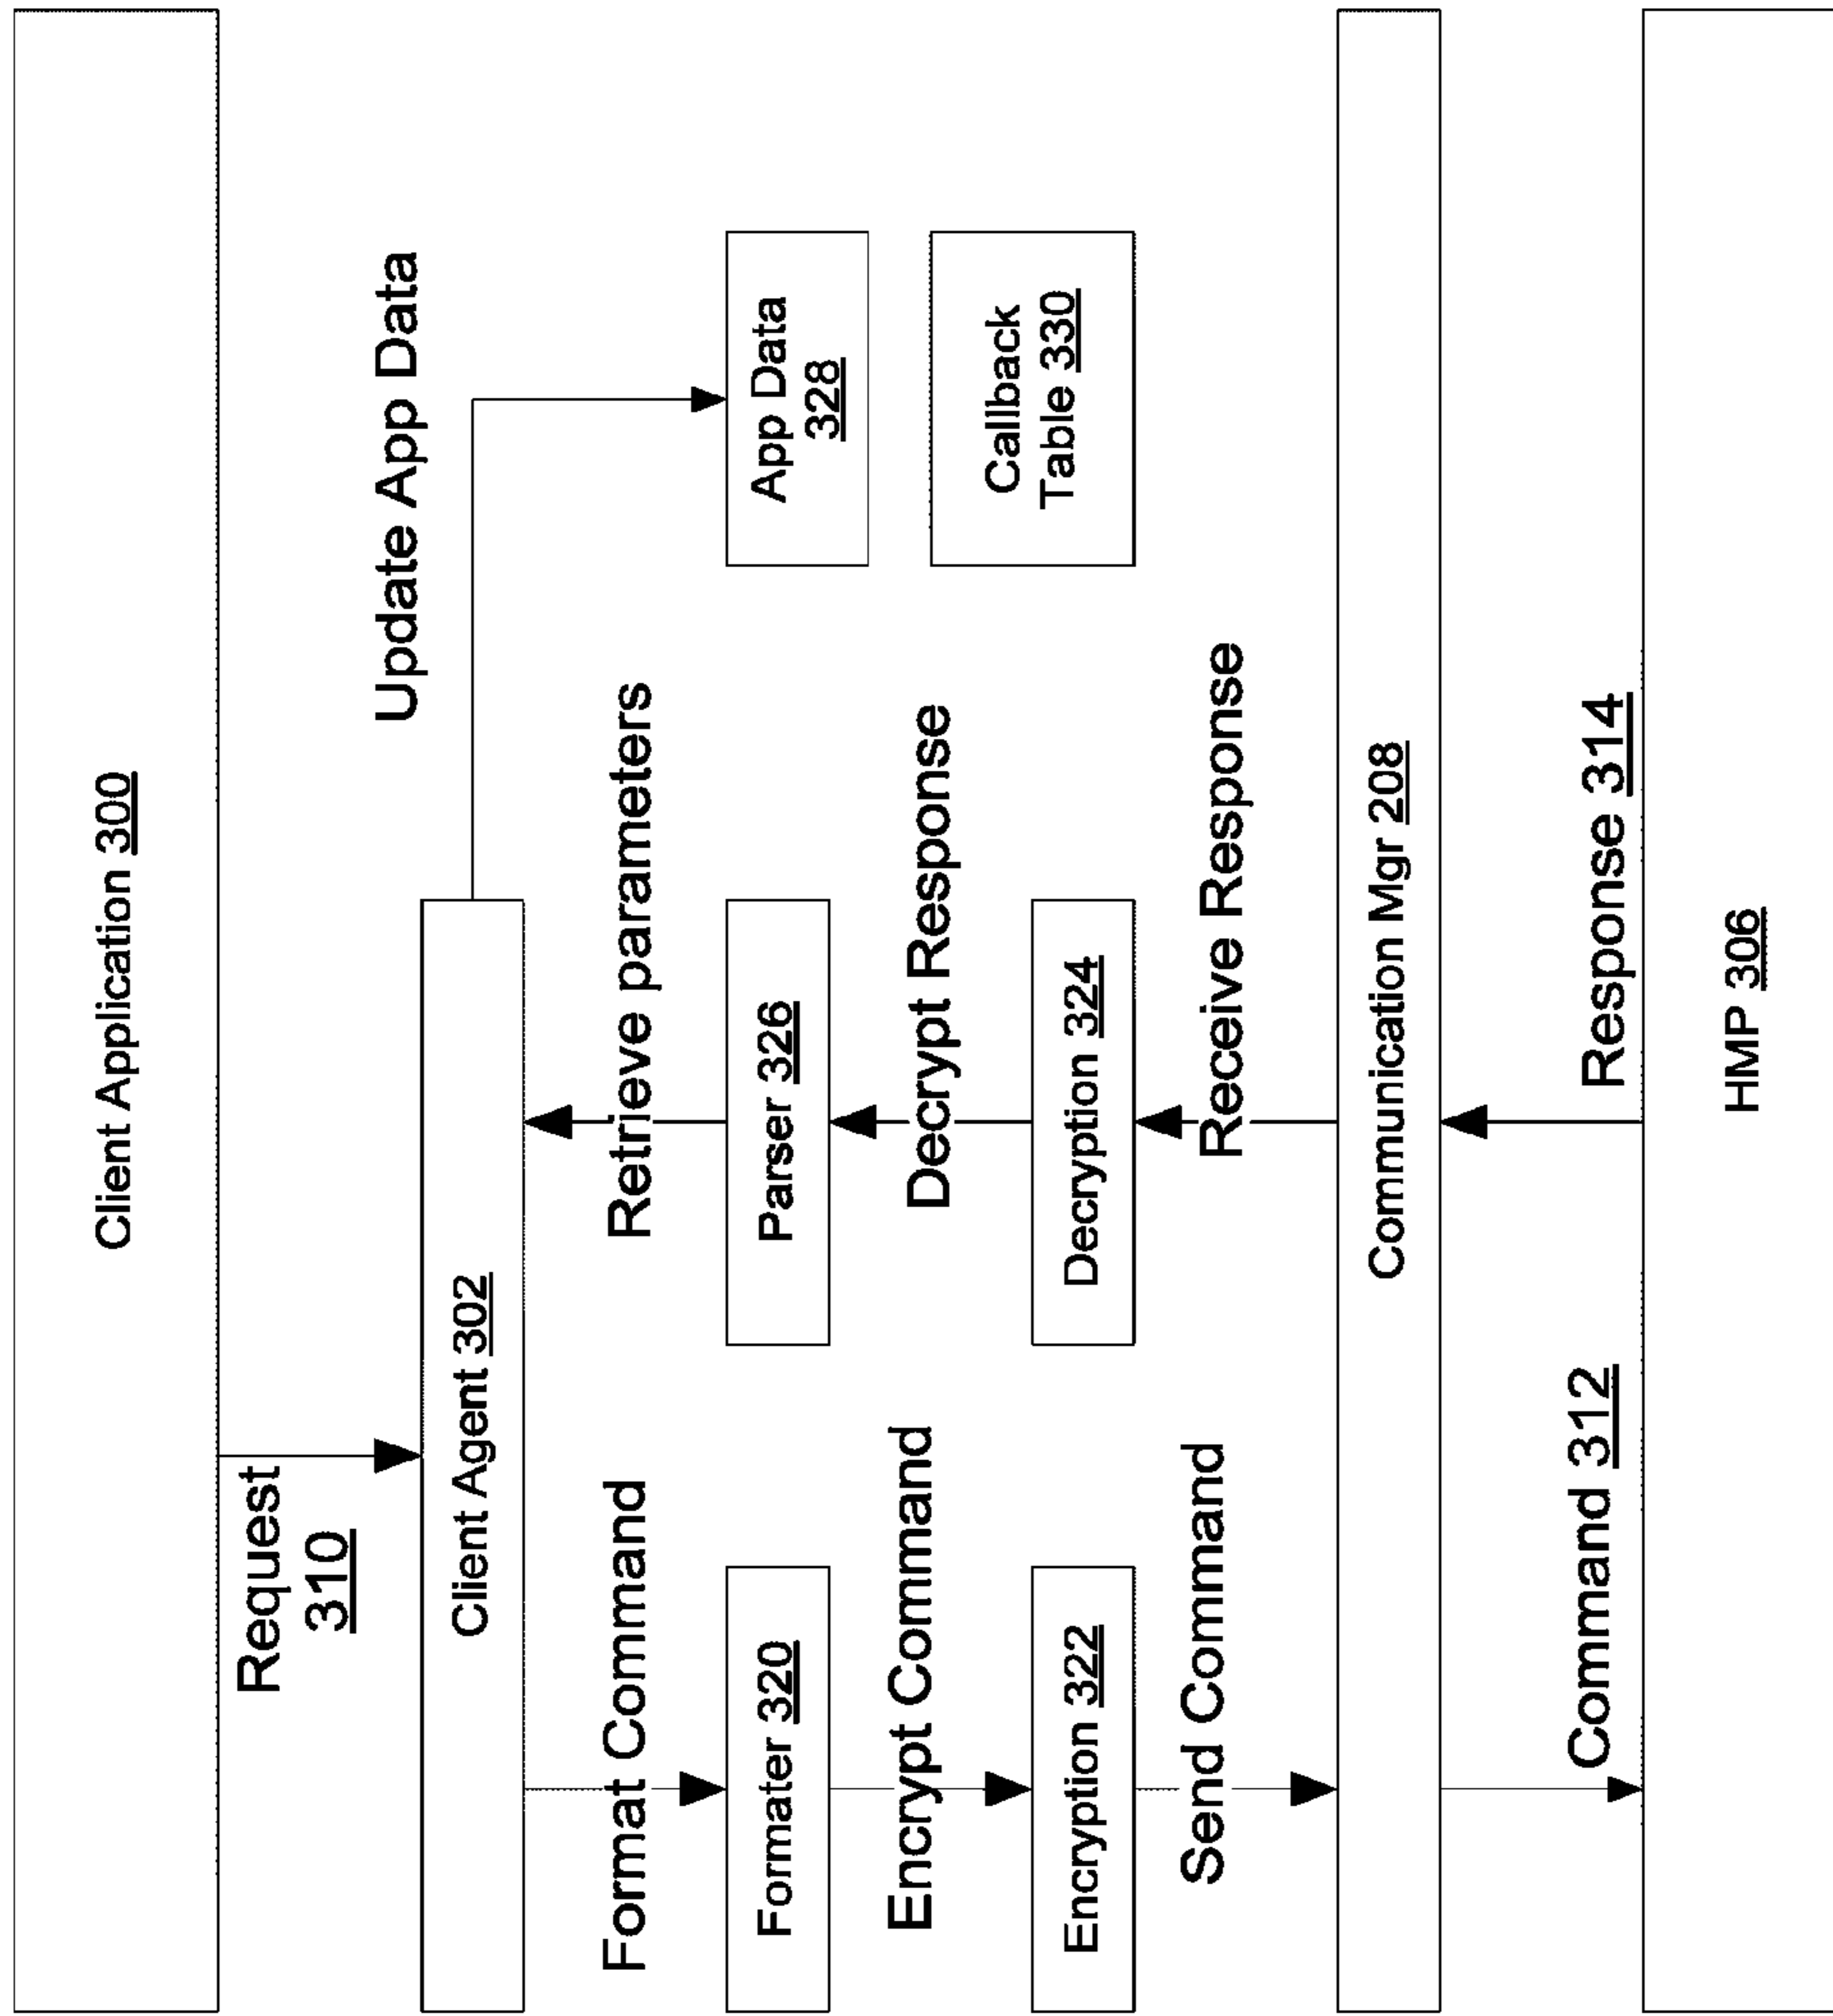 Client Application 300
Request
310
Update App Data
Client Agent 302
Format Command
Retrieve parameters
Formater 320
Parser 326
App Data
328
Encrypt Command
Decrypt Response
Callback
Table 330
Encryption 322
Decryption 324
Send Command
Receive Response
Communication Mgr 208
Command 312
Response 314
HMP 306